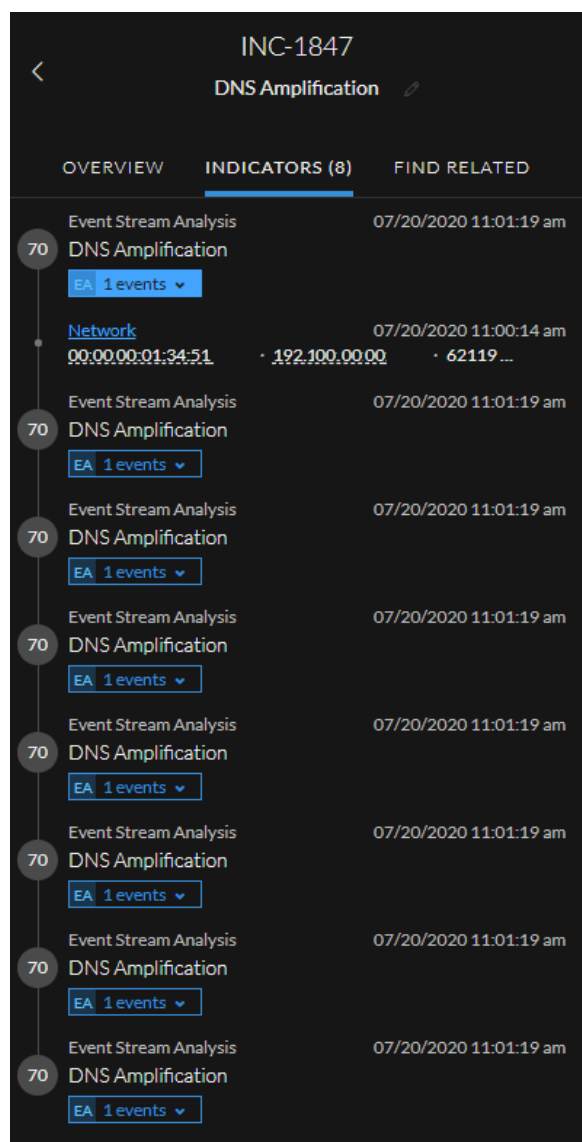 INC-1847
DNS Amplification
OVERVIEW INDICATORS (8) FIND RELATED
Event Stream Analysis 07/20/2020 11:01:19 am
70 DNS Amplification
EA 1 events
Network 07/20/2020 11:00:14 am
00:00:00:01:34:51 · 192.100.00:00: · 62119 ...
Event Stream Analysis 07/20/2020 11:01:19 am
70 DNS Amplification
EA 1 events
Event Stream Analysis 07/20/2020 11:01:19 am
70 DNS Amplification
EA 1 events
Event Stream Analysis 07/20/2020 11:01:19 am
70 DNS Amplification
EA 1 events
Event Stream Analysis 07/20/2020 11:01:19 am
70 DNS Amplification
EA 1 events
Event Stream Analysis 07/20/2020 11:01:19 am
70 DNS Amplification
EA 1 events
Event Stream Analysis 07/20/2020 11:01:19 am
70 DNS Amplification
EA 1 events
Event Stream Analysis 07/20/2020 11:01:19 am
70 DNS Amplification
EA 1 events